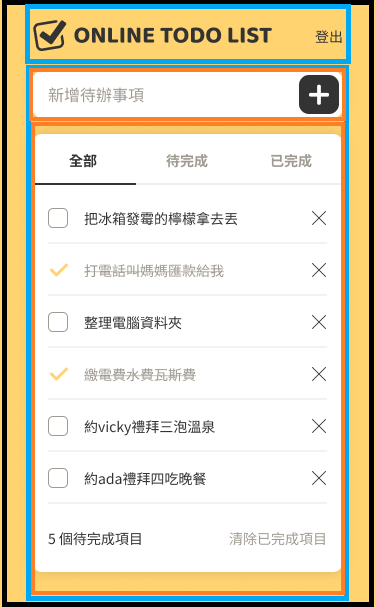 ONLINE TODO LIST
登出
新增待辦事項
全部
待完成
已完成
把冰箱發霉的檸檬拿去丟
打電話叫媽媽匯款給我
整理電腦資料夾
繳電費水費瓦斯費
約vicky禮拜三泡溫泉
約ada禮拜四吃晚餐
5 個待完成項目
清除已完成項目